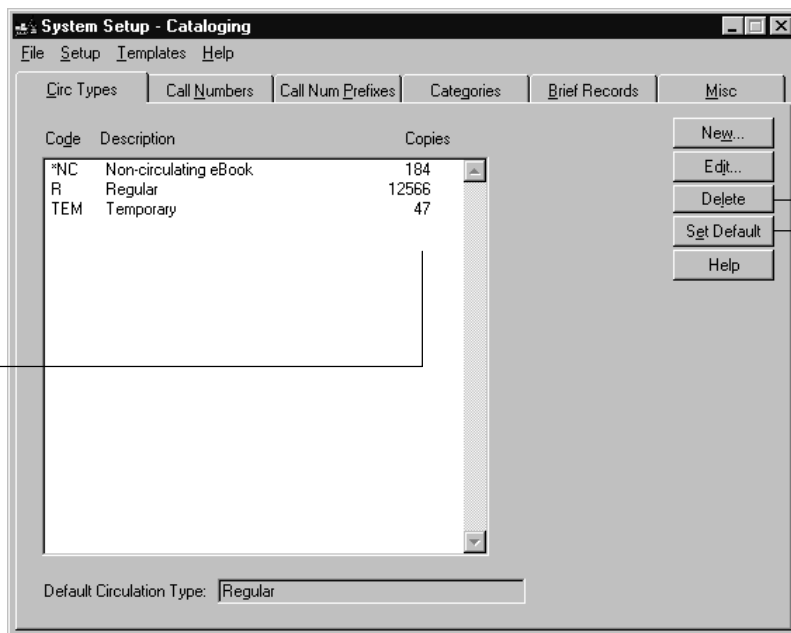 System Setup - Cataloging
File Setup Templates Help
Circ Types Call Numbers Call Num Prefixes Categories Brief Records Misc
Code Description Copies
*NC Non-circulating eBook 184
R Regular 12566
TEM Temporary 47
New...
Edit...
Delete
Set Default
Help
Default Circulation Type: Regular